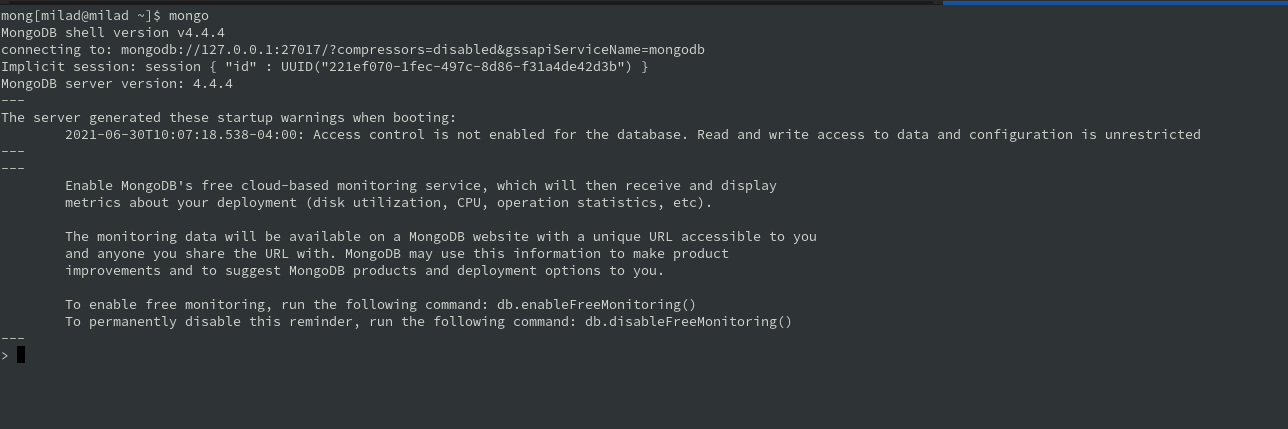 mong[milad@milad ~]$ mongo
MongoDB shell version v4.4.4
connecting to: mongodb://127.0.0.1:27017/?compressors=disabled&gssapiServiceName=mongodb
Implicit session: session { "id" : UUID("221ef070-1fec-497c-8d86-f31a4de42d3b") }
MongoDB server version: 4.4.4
---
The server generated these startup warnings when booting:
        2021-06-30T10:07:18.538-04:00: Access control is not enabled for the database. Read and write access to data and configuration is unrestricted
---
---
        Enable MongoDB's free cloud-based monitoring service, which will then receive and display
        metrics about your deployment (disk utilization, CPU, operation statistics, etc).

        The monitoring data will be available on a MongoDB website with a unique URL accessible to you
        and anyone you share the URL with. MongoDB may use this information to make product
        improvements and to suggest MongoDB products and deployment options to you.

        To enable free monitoring, run the following command: db.enableFreeMonitoring()
        To permanently disable this reminder, run the following command: db.disableFreeMonitoring()
---
>